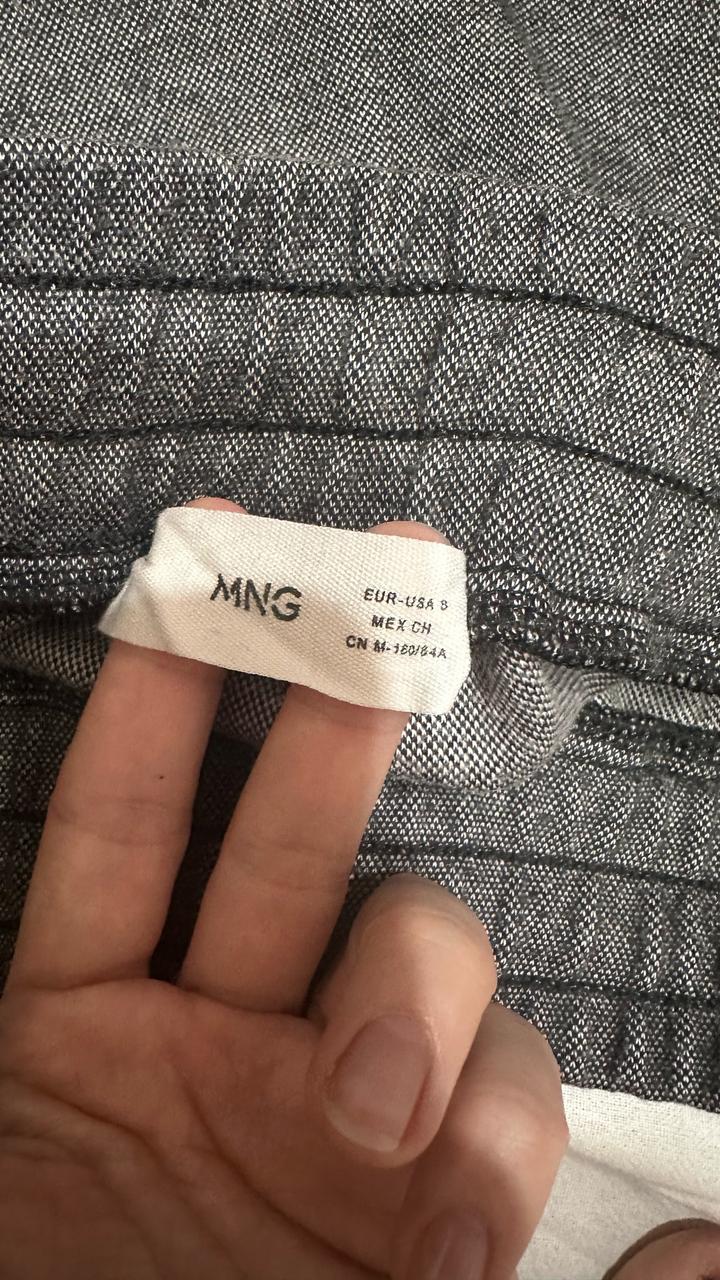 MNG
EUR-USA S
MEX CH
CN M-160/84A